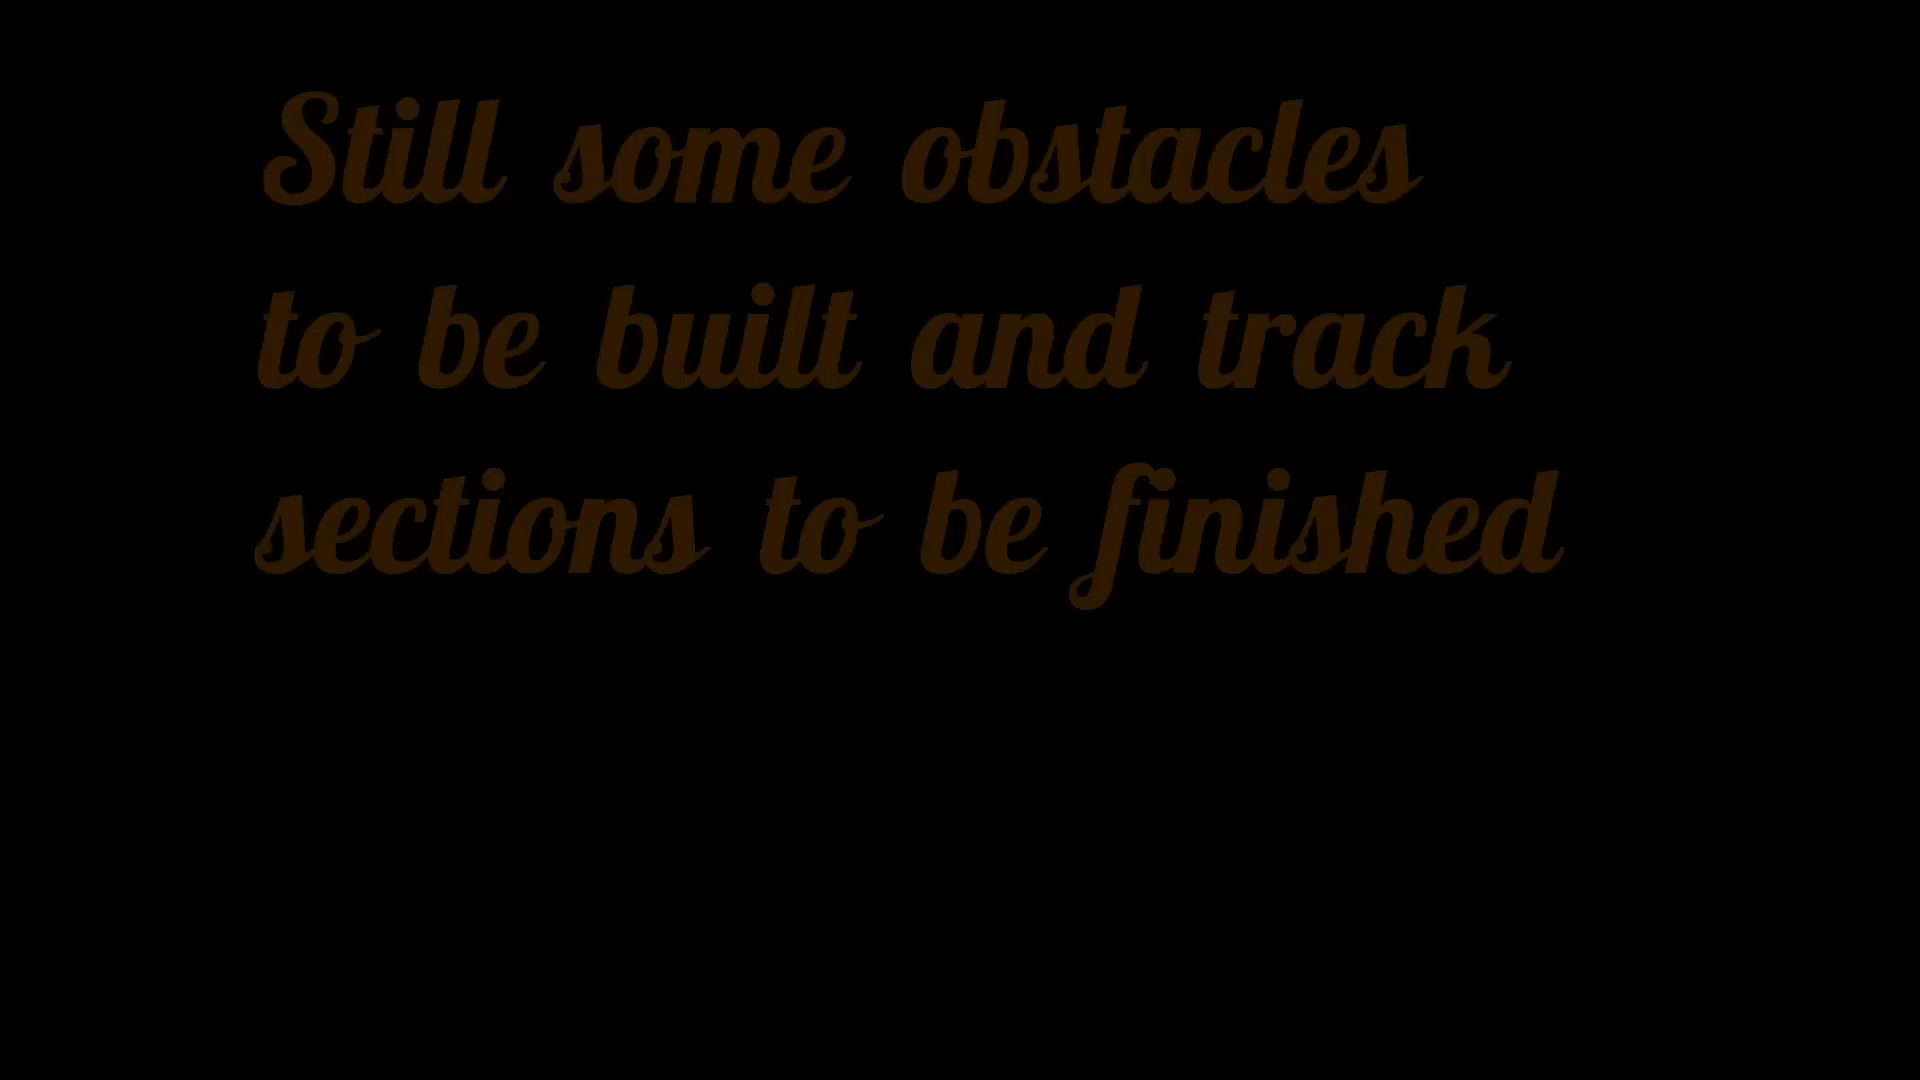 Still some obstacles
to be built and track
sections to be finished